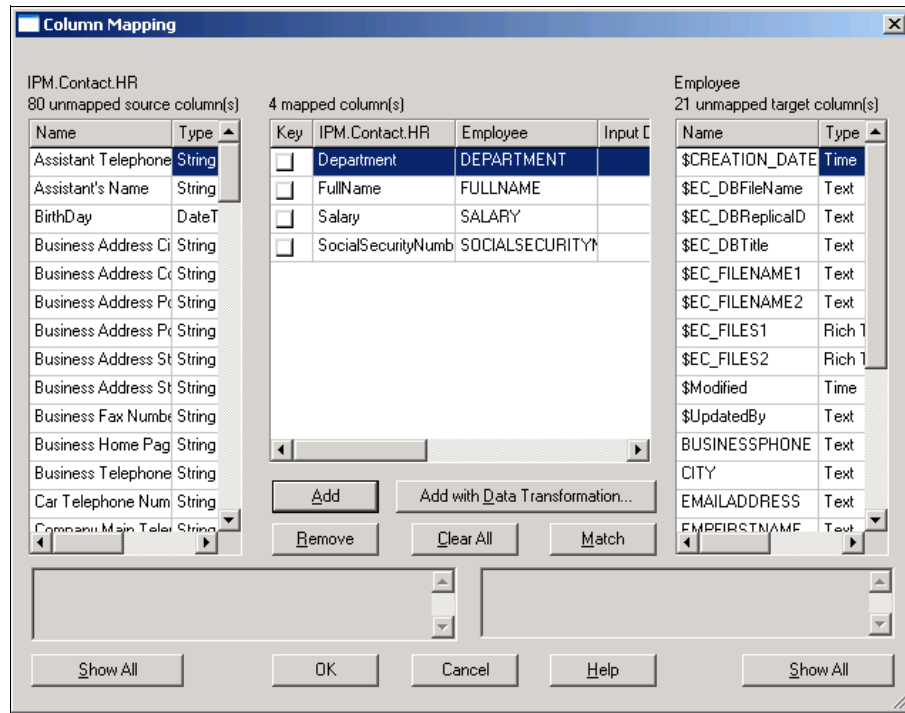 Column Mapping
IPM.Contact.HR
80 unmapped source column(s)
Name Type
Assistant Telephone String
Assistant's Name String
BirthDay DateT
Business Address Ci String
Business Address Co String
Business Address Po String
Business Address Po String
Business Address St String
Business Address St String
Business Fax Numbe String
Business Home Pag String
Business Telephone String
Car Telephone Num String
Company Main Telep String
4 mapped column(s)
Key IPM.Contact.HR Employee Input D
Department DEPARTMENT
FullName FULLNAME
Salary SALARY
SocialSecurityNumb SOCIALSECURITYN
Employee
21 unmapped target column(s)
Name Type
$CREATION_DATE Time
$EC_DBFileName Text
$EC_DBReplicaID Text
$EC_DBTitle Text
$EC_FILENAME1 Text
$EC_FILENAME2 Text
$EC_FILES1 Rich T
$EC_FILES2 Rich T
$Modified Time
$UpdatedBy Text
BUSINESSPHONE Text
CITY Text
EMAILADDRESS Text
EMPFIRSTNAME Text
Add Add with Data Transformation...
Remove Clear All Match
Show All OK Cancel Help Show All